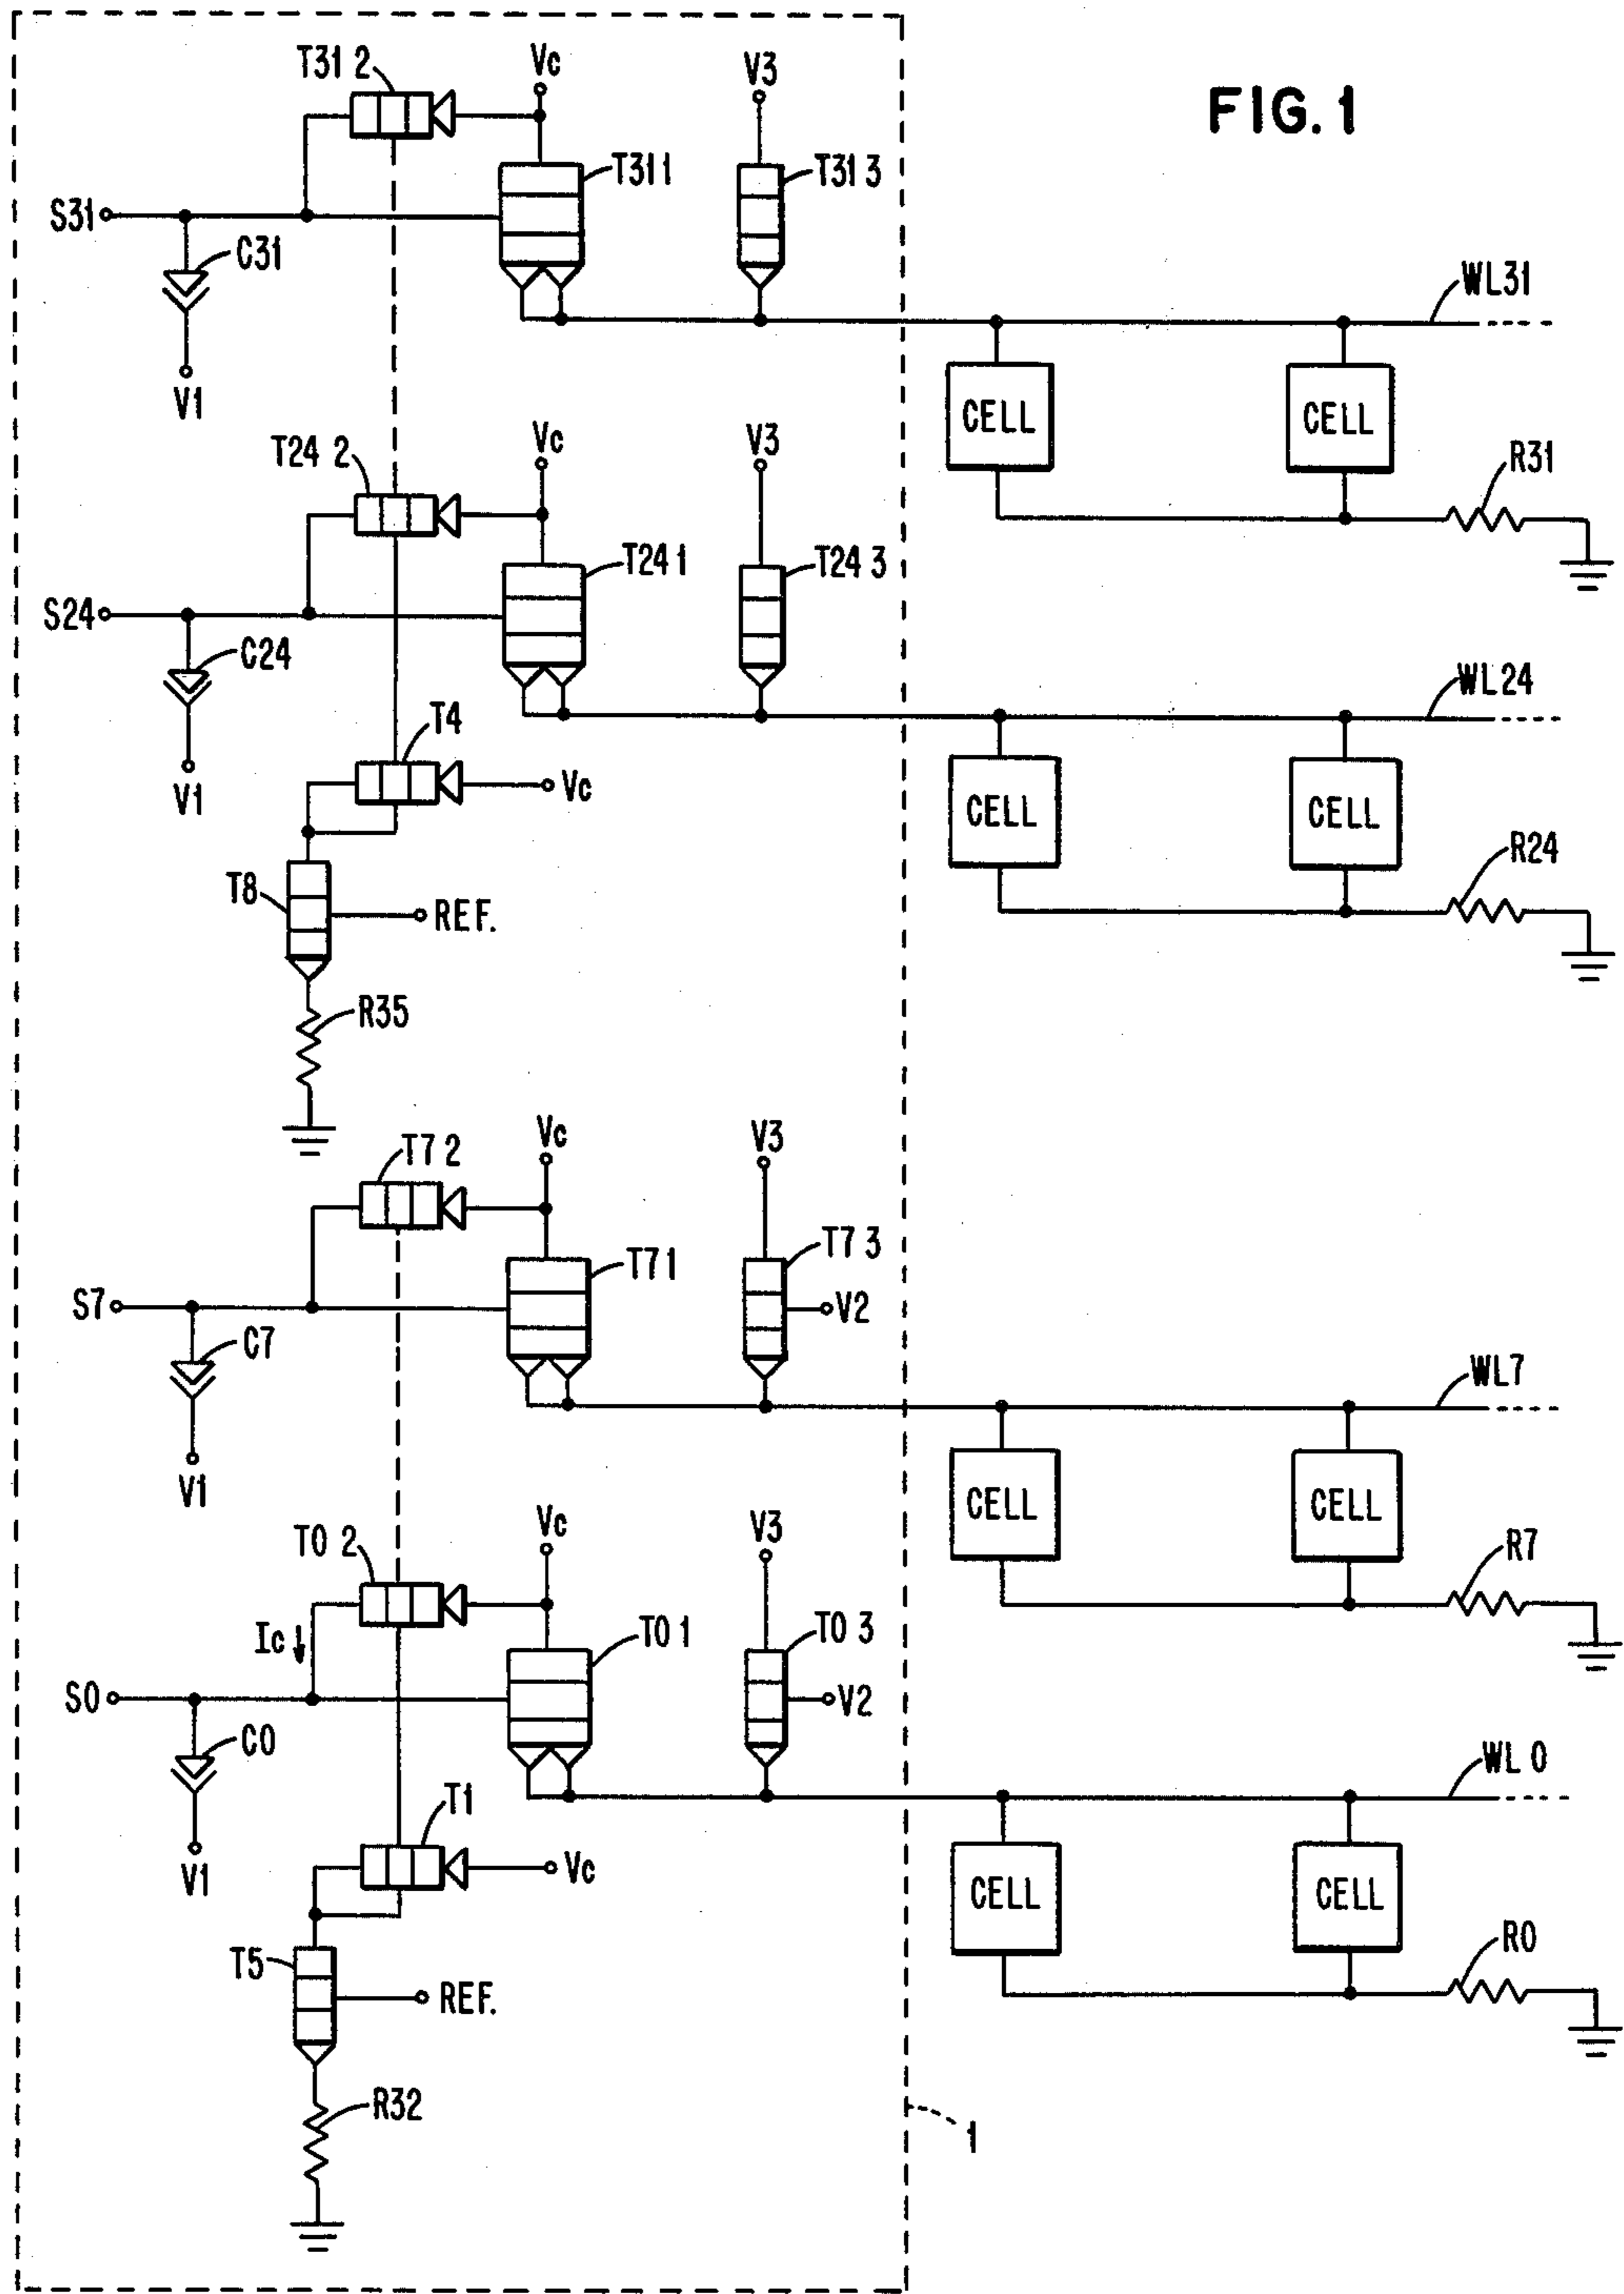 FIG. 1
T31 2
Vc
V3
T31 1
T31 3
S31
C31
V1
WL31
CELL
CELL
R31
T24 2
Vc
V3
T24 1
T24 3
S24
C24
V1
WL24
T4
Vc
CELL
CELL
R24
T8
REF.
R35
T7 2
Vc
V3
T7 1
T7 3
V2
S7
C7
V1
WL7
CELL
CELL
R7
T0 2
Vc
V3
Ic
T0 1
T0 3
V2
S0
C0
V1
WL 0
T1
Vc
CELL
CELL
R0
T5
REF.
R32
1